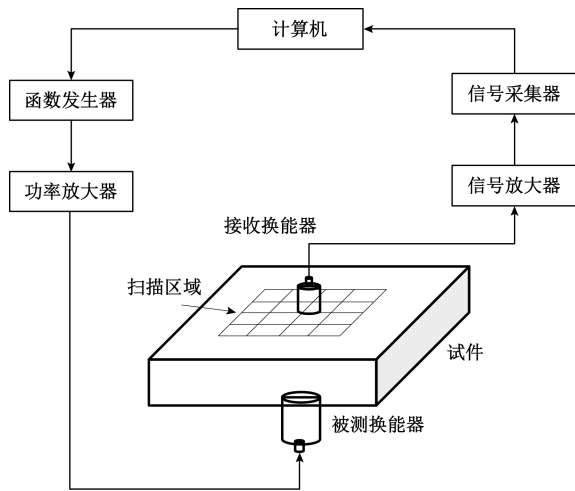 计算机
函数发生器
信号采集器
功率放大器
信号放大器
接收换能器
扫描区域
试件
被测换能器